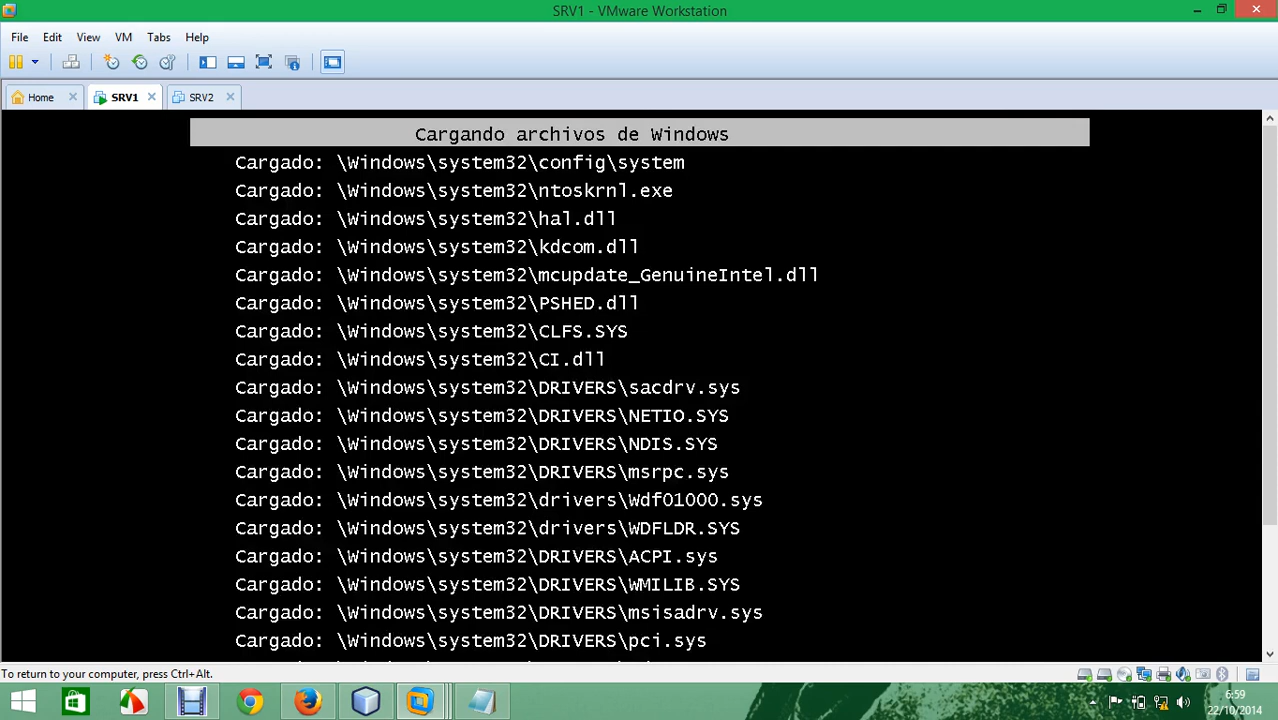 SRV1 - VMware Workstation
File Edit View VM Tabs Help
Home SRV1 SRV2
Cargando archivos de Windows
Cargado: \Windows\system32\config\system
Cargado: \Windows\system32\ntoskrnl.exe
Cargado: \Windows\system32\hal.dll
Cargado: \Windows\system32\kdcom.dll
Cargado: \Windows\system32\mcupdate_GenuineIntel.dll
Cargado: \Windows\system32\PSHED.dll
Cargado: \Windows\system32\CLFS.SYS
Cargado: \Windows\system32\CI.dll
Cargado: \Windows\system32\DRIVERS\sacdrv.sys
Cargado: \Windows\system32\DRIVERS\NETIO.SYS
Cargado: \Windows\system32\DRIVERS\NDIS.SYS
Cargado: \Windows\system32\DRIVERS\msrpc.sys
Cargado: \Windows\system32\drivers\Wdf01000.sys
Cargado: \Windows\system32\drivers\WDFLDR.SYS
Cargado: \Windows\system32\DRIVERS\ACPI.sys
Cargado: \Windows\system32\DRIVERS\WMILIB.SYS
Cargado: \Windows\system32\DRIVERS\msisadrv.sys
Cargado: \Windows\system32\DRIVERS\pci.sys
To return to your computer, press Ctrl+Alt.
6:59
22/10/2014